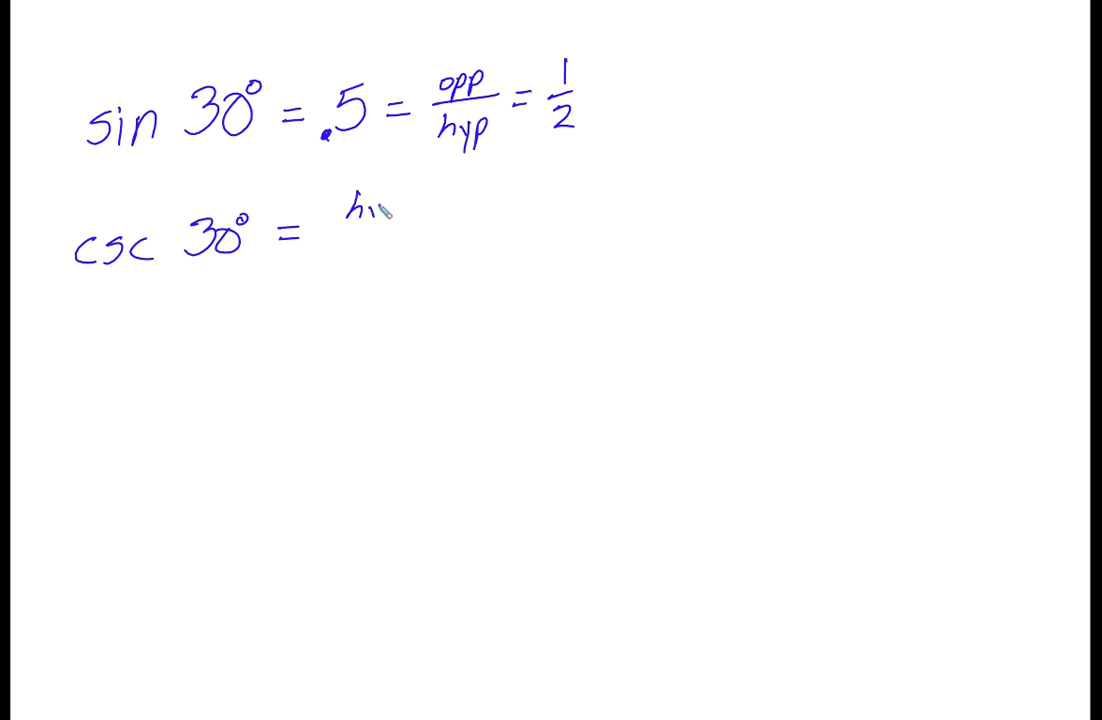 sin 30° = .5 = opp/hyp = 1/2
csc 30° =